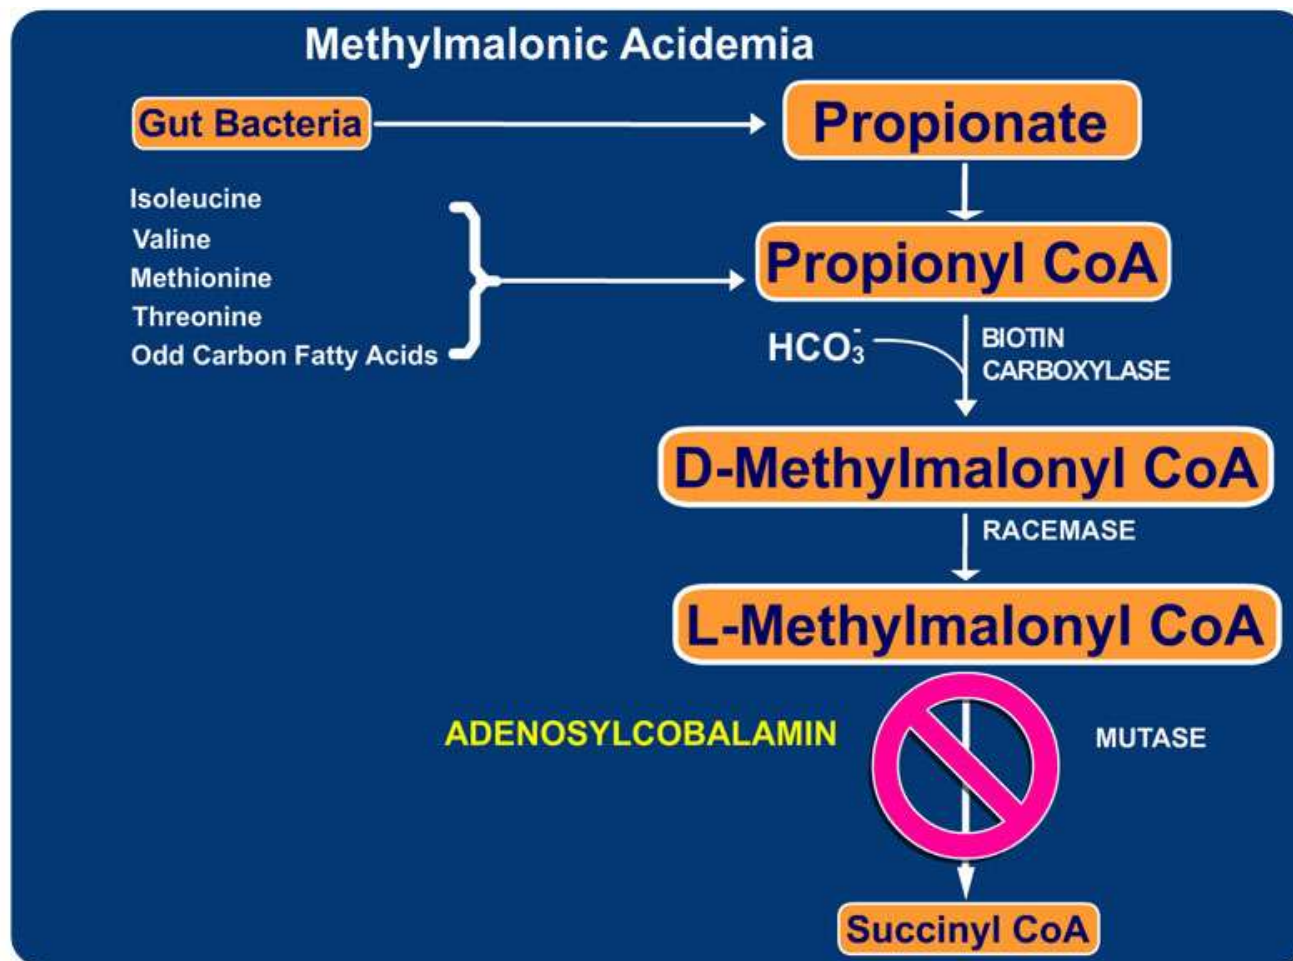 Methylmalonic Acidemia
Gut Bacteria
Propionate
Isoleucine
Valine
Methionine
Threonine
Odd Carbon Fatty Acids
Propionyl CoA
HCO₃⁻
BIOTIN
CARBOXYLASE
D-Methylmalonyl CoA
RACEMASE
L-Methylmalonyl CoA
ADENOSYLCOBALAMIN
MUTASE
Succinyl CoA